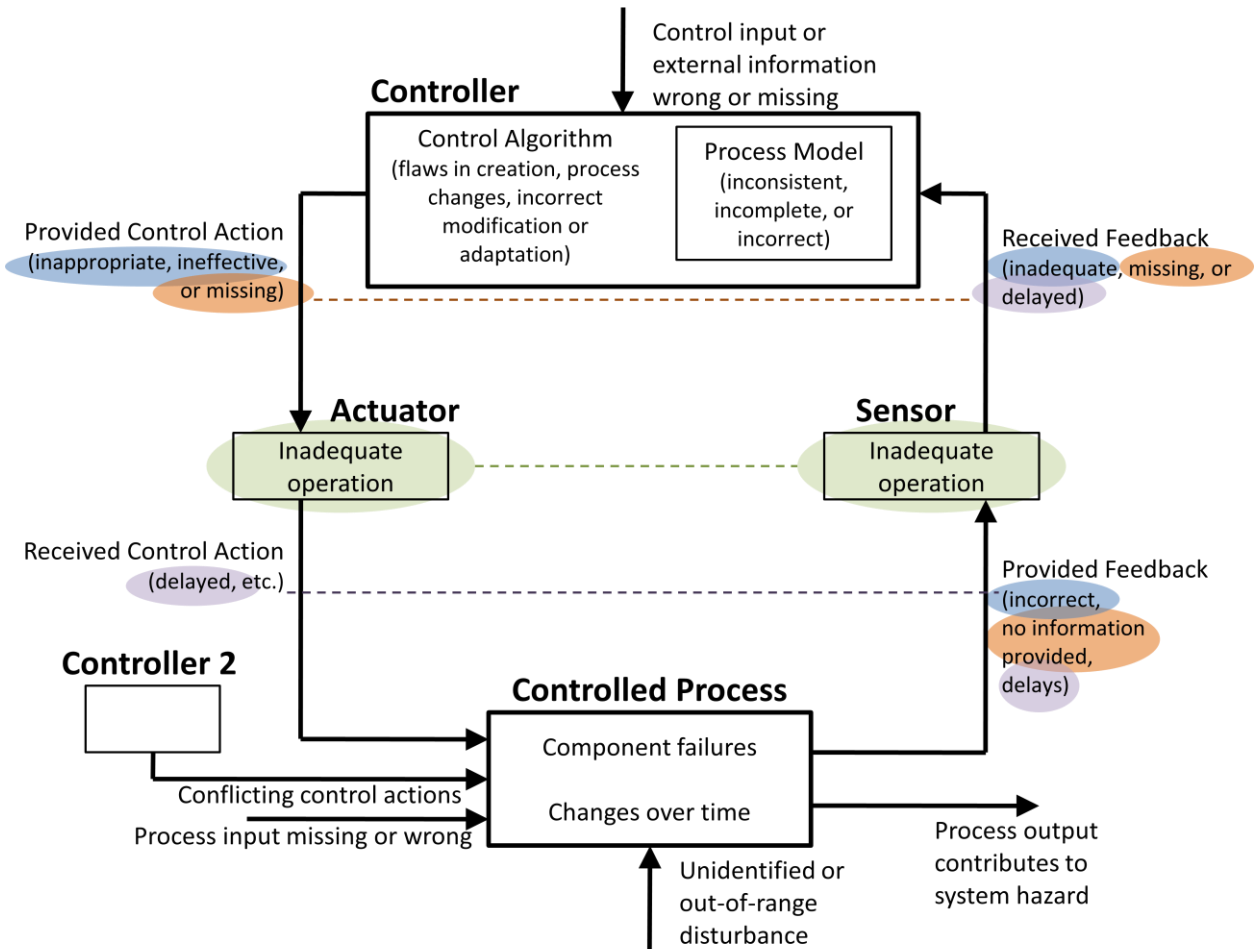 Control input or
external information
wrong or missing
Controller
Control Algorithm
(flaws in creation, process
changes, incorrect
modification or
adaptation)
Process Model
(inconsistent,
incomplete, or
incorrect)
Provided Control Action
(inappropriate, ineffective,
or missing)
Received Feedback
(inadequate, missing, or
delayed)
Actuator
Inadequate
operation
Sensor
Inadequate
operation
Received Control Action
(delayed, etc.)
Provided Feedback
(incorrect,
no information
provided,
delays)
Controller 2
Controlled Process
Component failures
Changes over time
Conflicting control actions
Process input missing or wrong
Process output
contributes to
system hazard
Unidentified or
out-of-range
disturbance